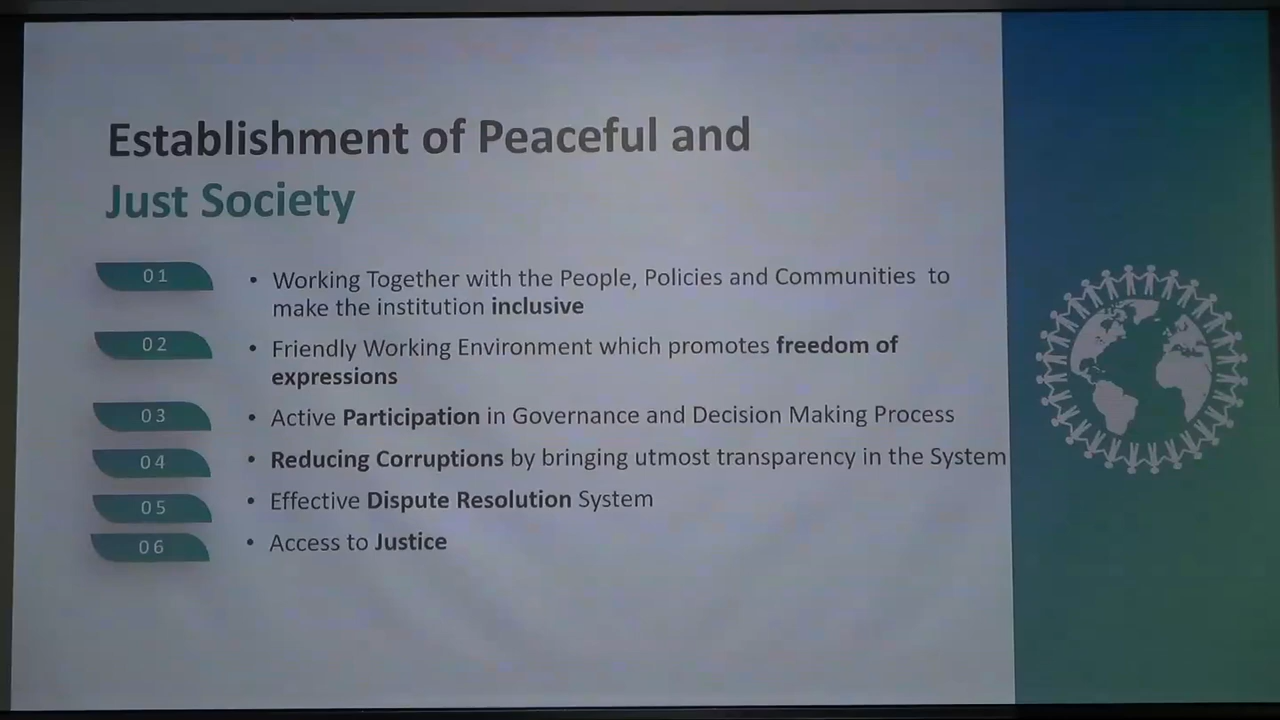 Establishment of Peaceful and
Just Society
01
• Working Together with the People, Policies and Communities to
make the institution inclusive
02
• Friendly Working Environment which promotes freedom of
expressions
03
• Active Participation in Governance and Decision Making Process
04
• Reducing Corruptions by bringing utmost transparency in the System
05
• Effective Dispute Resolution System
06
• Access to Justice